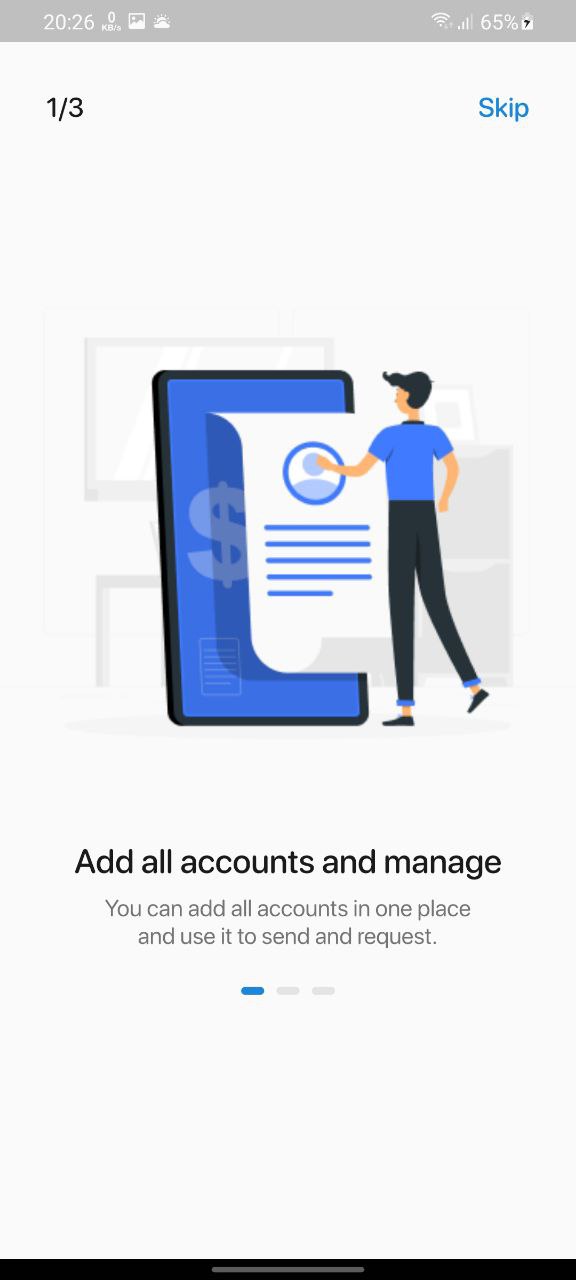 20:26 0 KB/s 65%
1/3 Skip
$
Add all accounts and manage
You can add all accounts in one place
and use it to send and request.